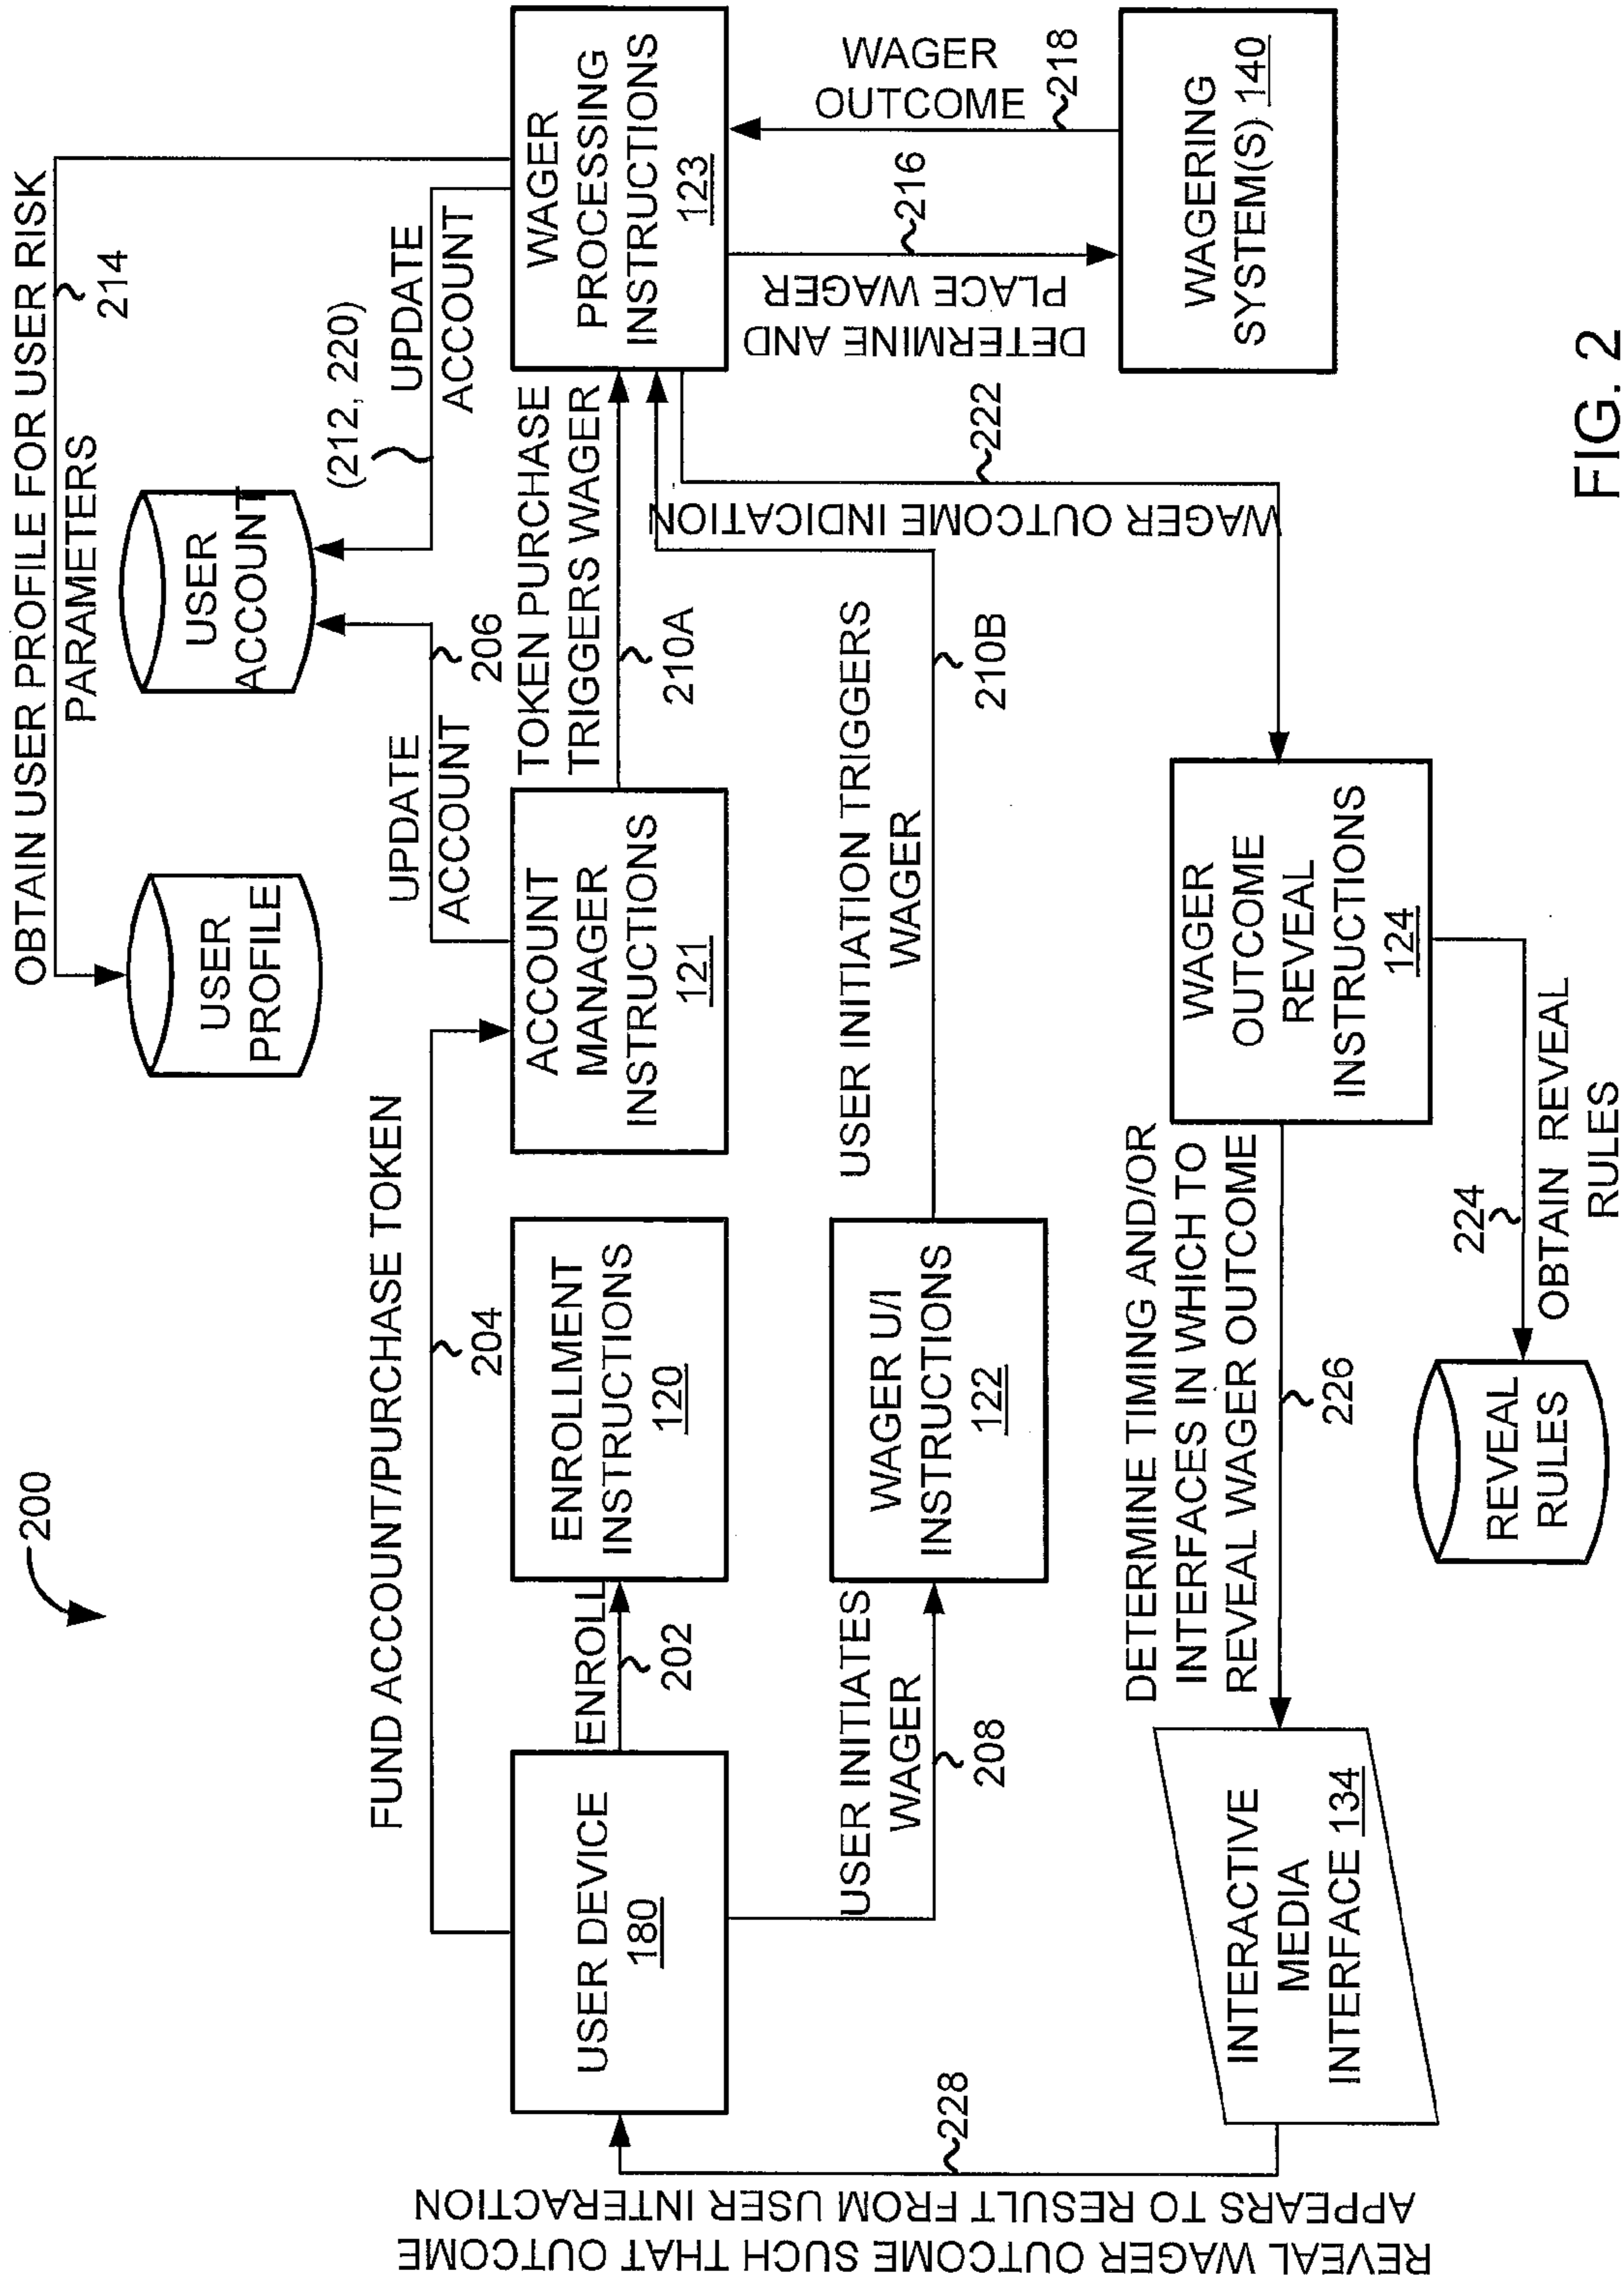 200
OBTAIN USER PROFILE FOR USER RISK
PARAMETERS
214
USER
PROFILE
USER
ACCOUNT
(212, 220)
UPDATE
ACCOUNT
UPDATE
ACCOUNT
206
FUND ACCOUNT/PURCHASE TOKEN
204
USER DEVICE
180
ENROLL
202
ENROLLMENT
INSTRUCTIONS
120
ACCOUNT
MANAGER
INSTRUCTIONS
121
TOKEN PURCHASE
TRIGGERS WAGER
210A
WAGER
PROCESSING
INSTRUCTIONS
123
USER INITIATES
WAGER
208
WAGER U/I
INSTRUCTIONS
122
USER INITIATION TRIGGERS
WAGER
210B
DETERMINE AND
PLACE WAGER
216
WAGER
OUTCOME
218
WAGERING
SYSTEM(S) 140
WAGER OUTCOME INDICATION
222
WAGER
OUTCOME
REVEAL
INSTRUCTIONS
124
DETERMINE TIMING AND/OR
INTERFACES IN WHICH TO
REVEAL WAGER OUTCOME
226
224
OBTAIN REVEAL
RULES
REVEAL
RULES
INTERACTIVE
MEDIA
INTERFACE 134
228
REVEAL WAGER OUTCOME SUCH THAT OUTCOME
APPEARS TO RESULT FROM USER INTERACTION
FIG. 2